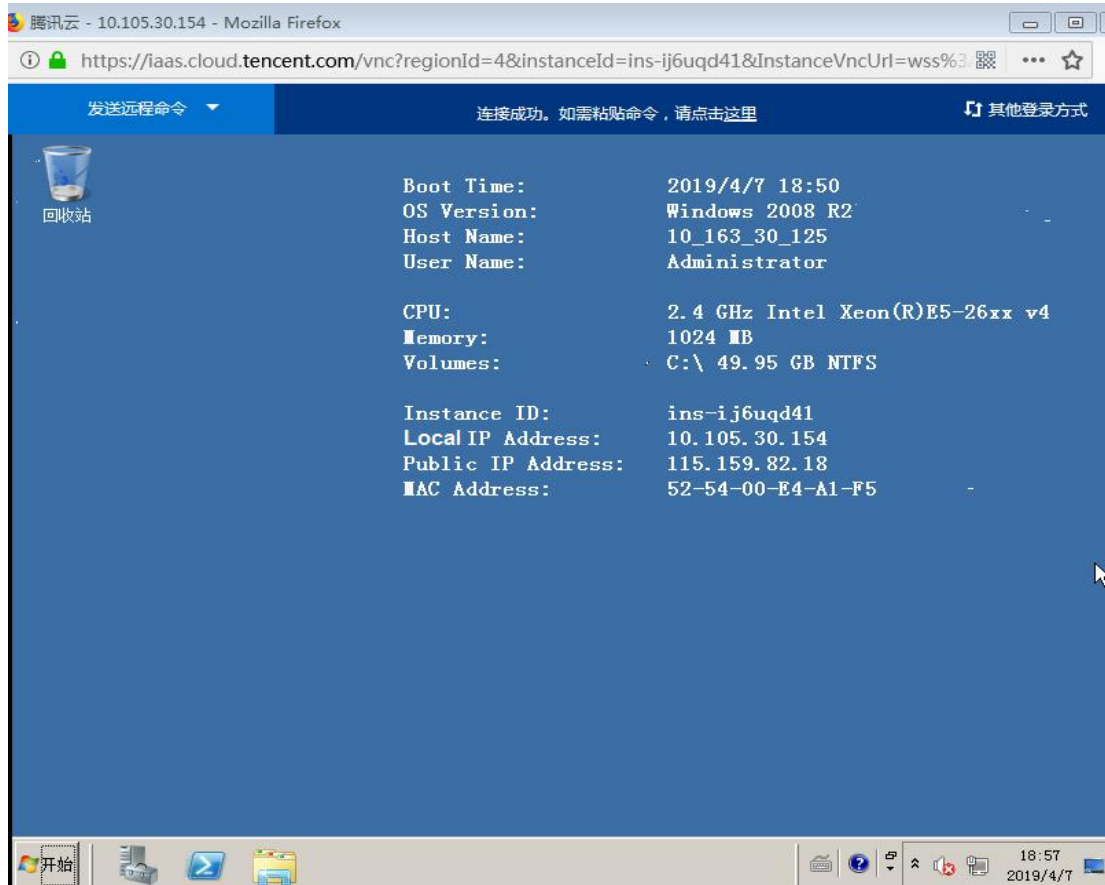 腾讯云 - 10.105.30.154 - Mozilla Firefox
https://iaas.cloud.tencent.com/vnc?regionId=4&instanceId=ins-ij6uqd41&InstanceVncUrl=wss%3
发送远程命令 连接成功。如需粘贴命令，请点击这里 其他登录方式
回收站
Boot Time: 2019/4/7 18:50
OS Version: Windows 2008 R2
Host Name: 10_163_30_125
User Name: Administrator
CPU: 2.4 GHz Intel Xeon(R)E5-26xx v4
Memory: 1024 MB
Volumes: C:\ 49.95 GB NTFS
Instance ID: ins-ij6uqd41
Local IP Address: 10.105.30.154
Public IP Address: 115.159.82.18
MAC Address: 52-54-00-E4-A1-F5
开始
18:57
2019/4/7